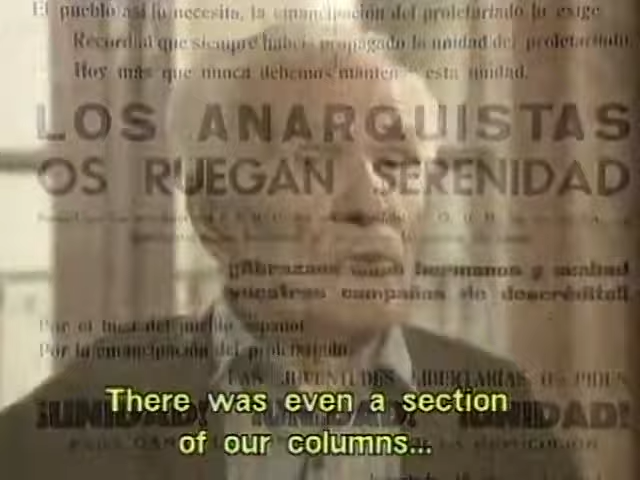 El pueblo así lo necesita, la emancipación del proletariado lo exige
Recordad que siempre habéis propagado la unidad del proletariado.
Hoy más que nunca debemos mantener esta unidad.
LOS ANARQUISTAS
OS RUEGAN SERENIDAD
¡¡Abrazaos como hermanos y acabad
vuestras campañas de descrédito!!
Por el bien del pueblo español
Por la emancipación del proletariado
LAS JUVENTUDES LIBERTARIAS OS PIDEN
¡UNIDAD! ¡UNIDAD! ¡UNIDAD!
There was even a section
of our columns...